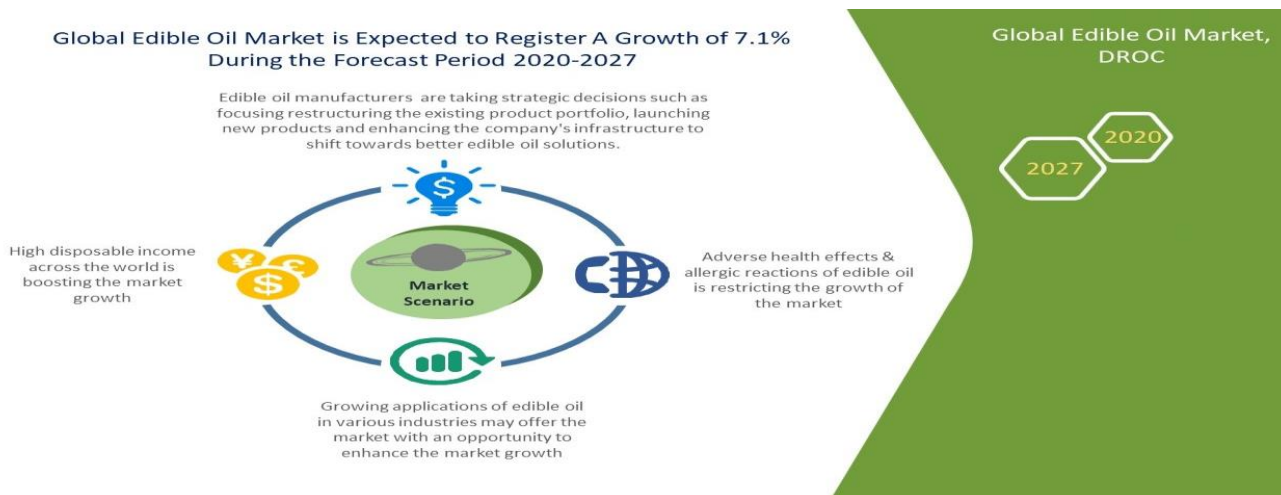 Global Edible Oil Market is Expected to Register A Growth of 7.1%
During the Forecast Period 2020-2027
Edible oil manufacturers are taking strategic decisions such as
focusing restructuring the existing product portfolio, launching
new products and enhancing the company's infrastructure to
shift towards better edible oil solutions.
$
High disposable income
across the world is
boosting the market
growth
¥
£
$
Market
Scenario
Adverse health effects &
allergic reactions of edible oil
is restricting the growth of
the market
Growing applications of edible oil
in various industries may offer the
market with an opportunity to
enhance the market growth
Global Edible Oil Market,
DROC
2020
2027